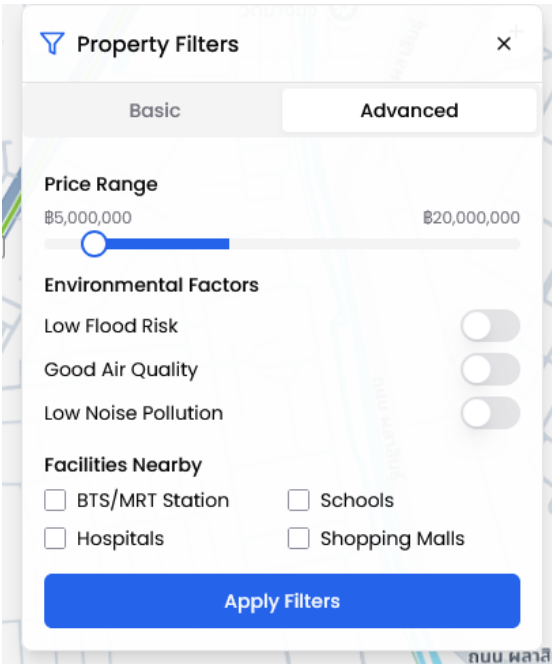 Property Filters
Basic
Advanced
Price Range
฿5,000,000
฿20,000,000
Environmental Factors
Low Flood Risk
Good Air Quality
Low Noise Pollution
Facilities Nearby
BTS/MRT Station
Schools
Hospitals
Shopping Malls
Apply Filters